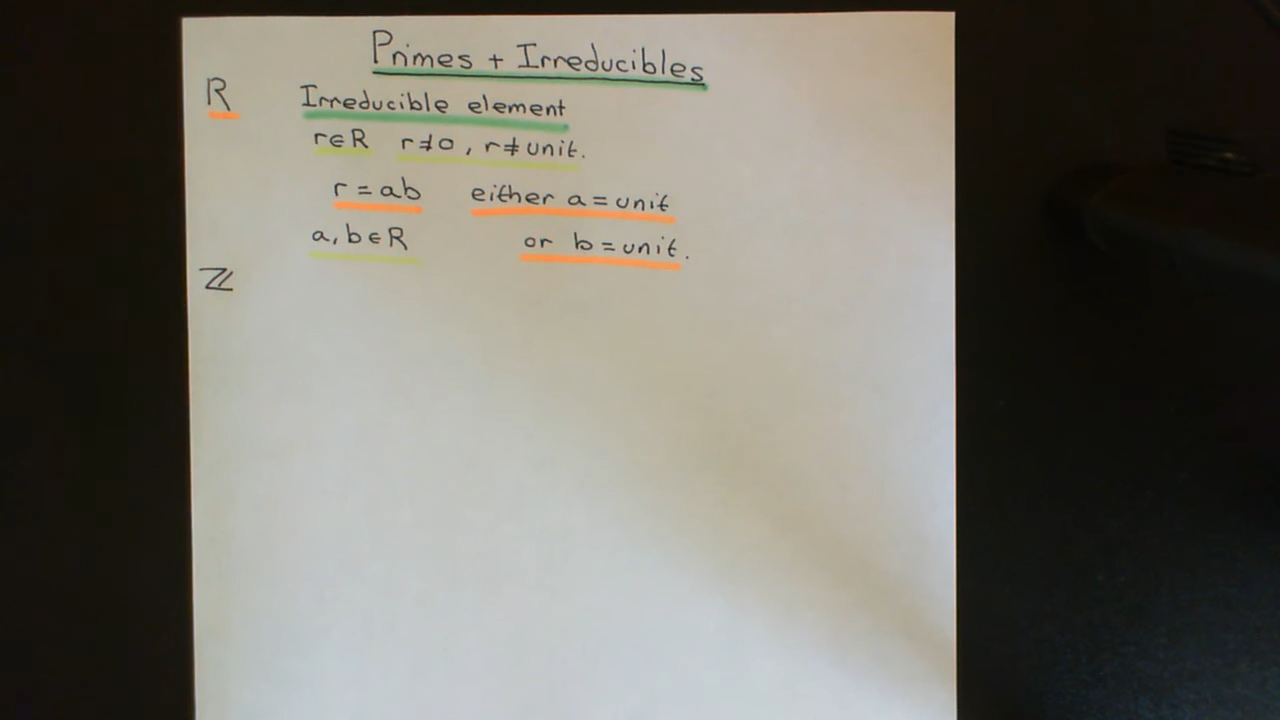 Primes + Irreducibles
R Irreducible element
r∈R r≠0, r≠unit.
r = ab either a = unit
a, b ∈ R or b = unit.
ℤ